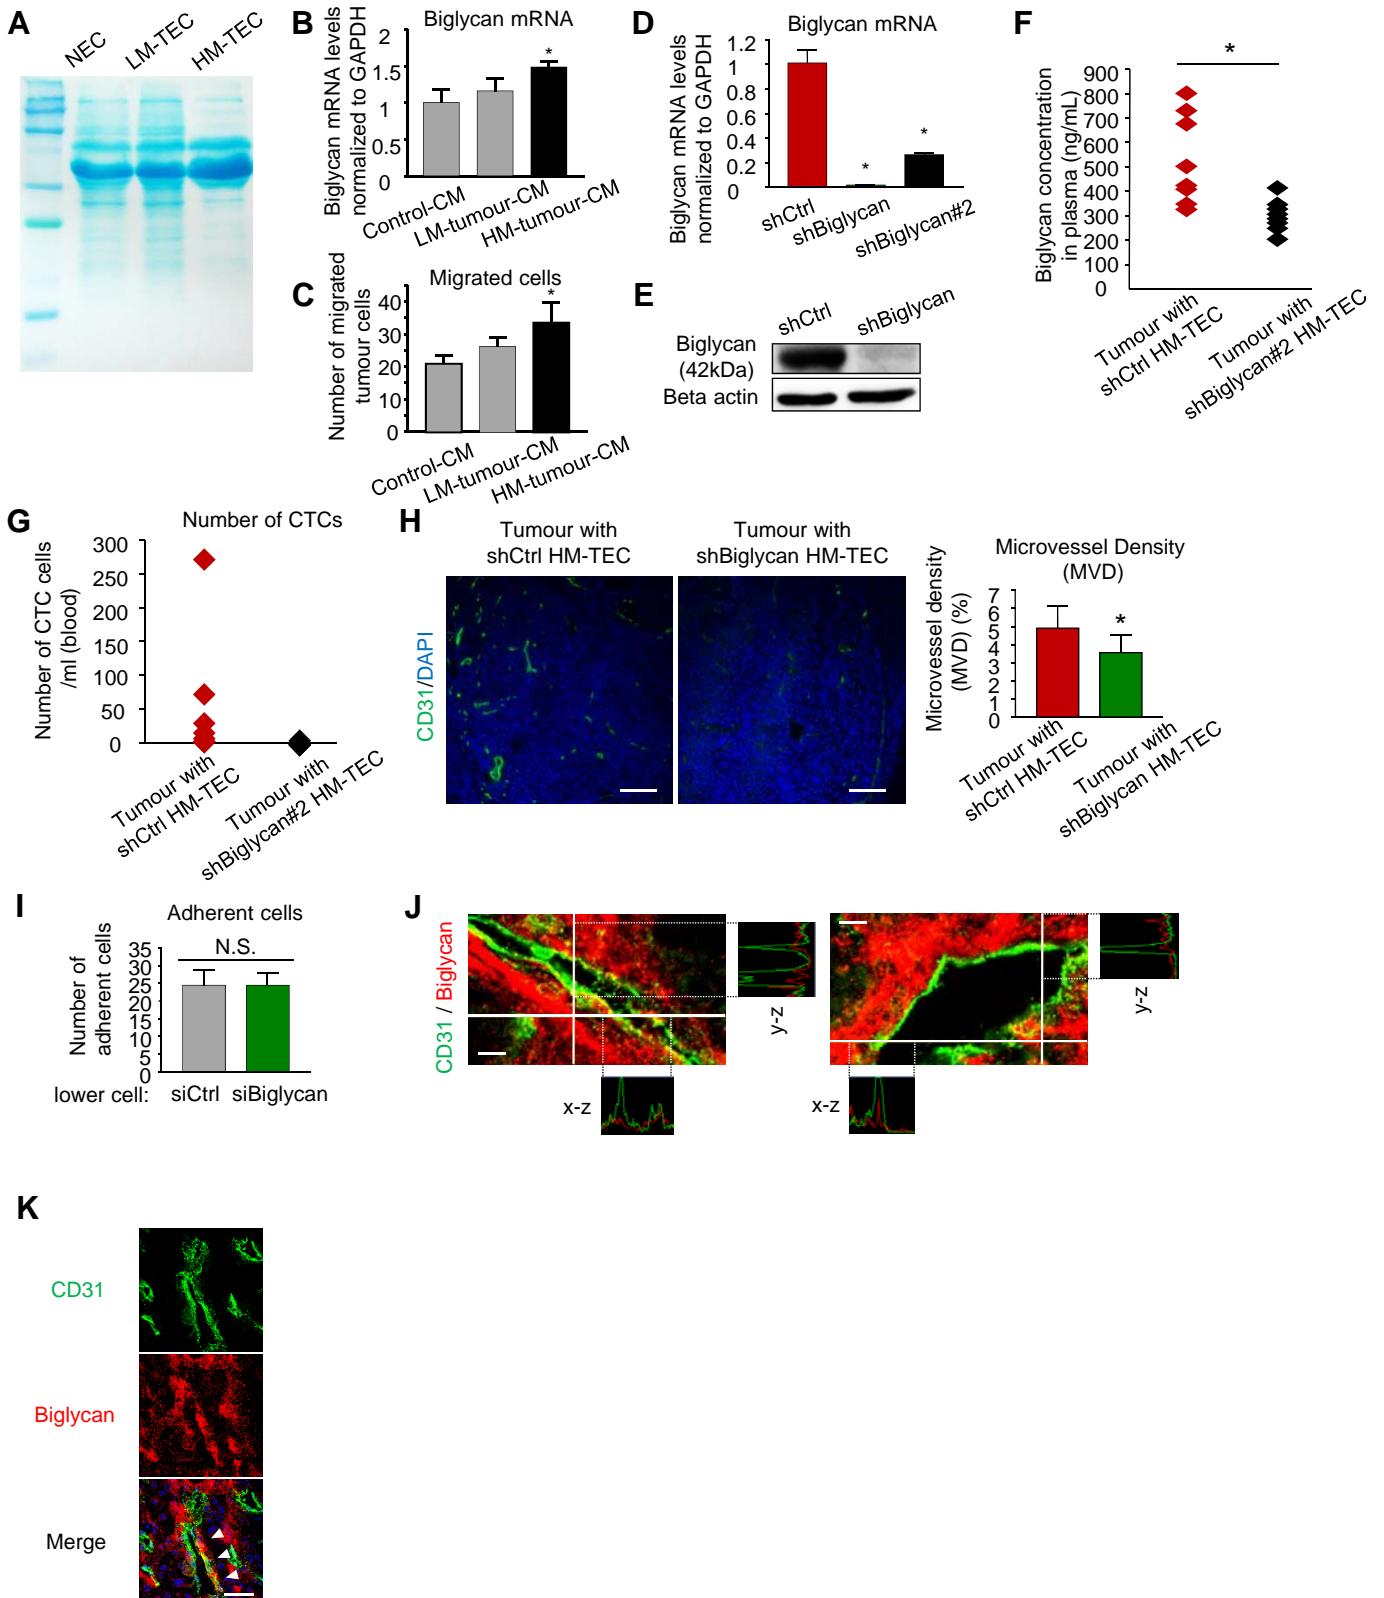 A
NEC
LM-TEC
HM-TEC
B
Biglycan mRNA
Biglycan mRNA levels
normalized to GAPDH
2
1.5
1
0.5
0
*
Control-CM
LM-tumour-CM
HM-tumour-CM
C
Migrated cells
Number of migrated
tumour cells
40
30
20
10
0
*
Control-CM
LM-tumour-CM
HM-tumour-CM
D
Biglycan mRNA
Biglycan mRNA levels
normalized to GAPDH
1.2
1
0.8
0.6
0.4
0.2
0
*
*
shCtrl
shBiglycan
shBiglycan#2
E
shCtrl
shBiglycan
Biglycan
(42kDa)
Beta actin
F
*
Biglycan concentration
in plasma (ng/mL)
900
800
700
600
500
400
300
200
100
0
Tumour with
shCtrl HM-TEC
Tumour with
shBiglycan#2 HM-TEC
G
Number of CTCs
Number of CTC cells
/ml (blood)
300
250
200
150
100
50
0
Tumour with
shCtrl HM-TEC
Tumour with
shBiglycan#2 HM-TEC
H
Tumour with
shCtrl HM-TEC
Tumour with
shBiglycan HM-TEC
CD31/DAPI
Microvessel Density
(MVD)
Microvessel density
(MVD) (%)
7
6
5
4
3
2
1
0
*
Tumour with
shCtrl HM-TEC
Tumour with
shBiglycan HM-TEC
I
Adherent cells
N.S.
Number of
adherent cells
35
30
25
20
15
10
5
0
lower cell: siCtrl siBiglycan
J
CD31 / Biglycan
y-z
x-z
y-z
x-z
K
CD31
Biglycan
Merge